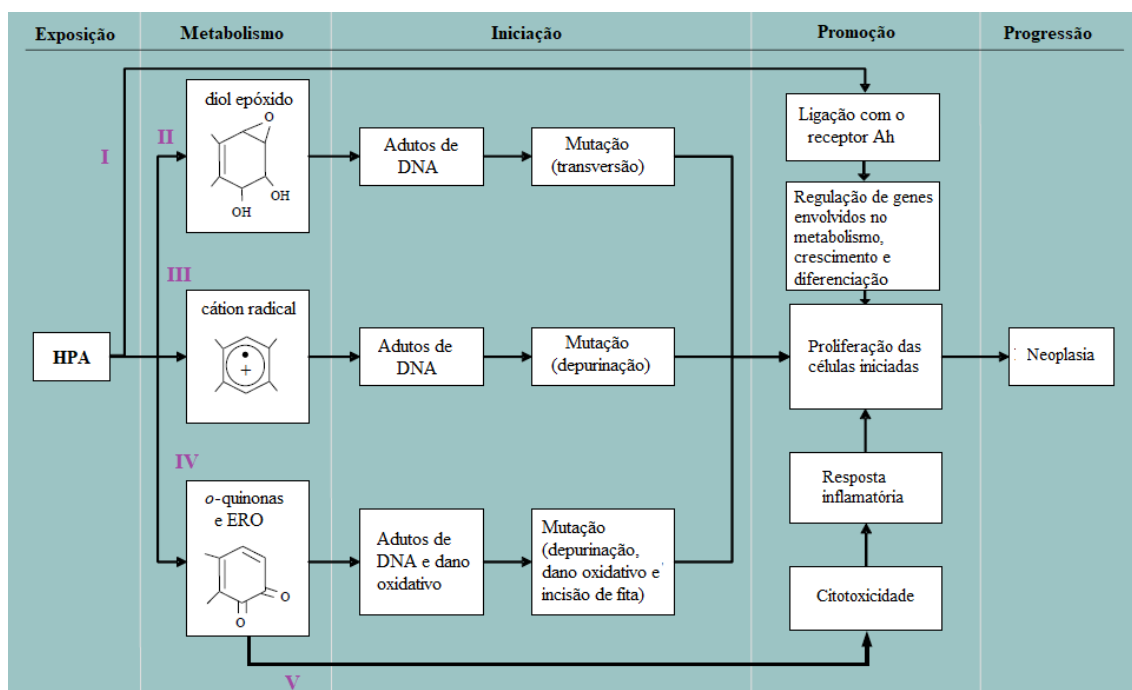 Exposição
Metabolismo
Iniciação
Promoção
Progressão
I
II
diol epóxido
O
OH
OH
Adutos de
DNA
Mutação
(transversão)
Ligação com o
receptor Ah
Regulação de genes
envolvidos no
metabolismo,
crescimento e
diferenciação
HPA
III
cátion radical
+
Adutos de
DNA
Mutação
(depurinação)
Proliferação das
células iniciadas
Neoplasia
IV
o-quinonas
e ERO
O
O
Adutos de
DNA e dano
oxidativo
Mutação
(depurinação,
dano oxidativo e
incisão de fita)
Resposta
inflamatória
Citotoxicidade
V